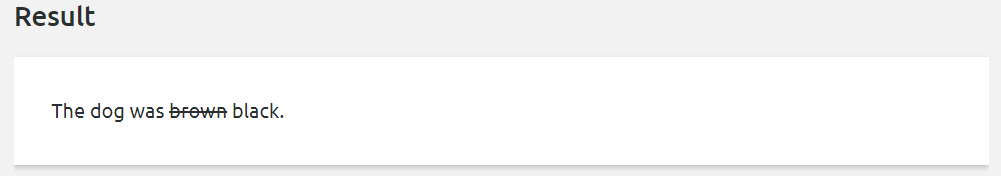 Result
The dog was brown black.